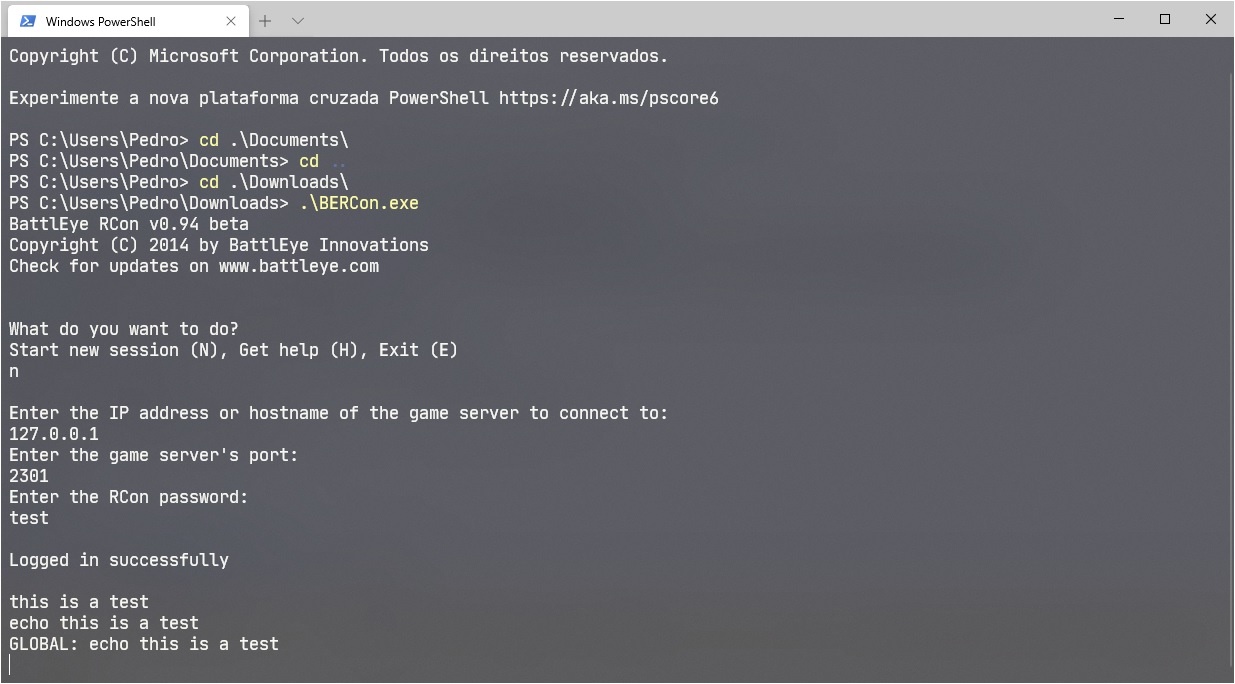 Windows PowerShell
Copyright (C) Microsoft Corporation. Todos os direitos reservados.
Experimente a nova plataforma cruzada PowerShell https://aka.ms/pscore6
PS C:\Users\Pedro> cd .\Documents\
PS C:\Users\Pedro\Documents> cd ..
PS C:\Users\Pedro> cd .\Downloads\
PS C:\Users\Pedro\Downloads> .\BERCon.exe
BattlEye RCon v0.94 beta
Copyright (C) 2014 by BattlEye Innovations
Check for updates on www.battleye.com
What do you want to do?
Start new session (N), Get help (H), Exit (E)
n
Enter the IP address or hostname of the game server to connect to:
127.0.0.1
Enter the game server's port:
2301
Enter the RCon password:
test
Logged in successfully
this is a test
echo this is a test
GLOBAL: echo this is a test